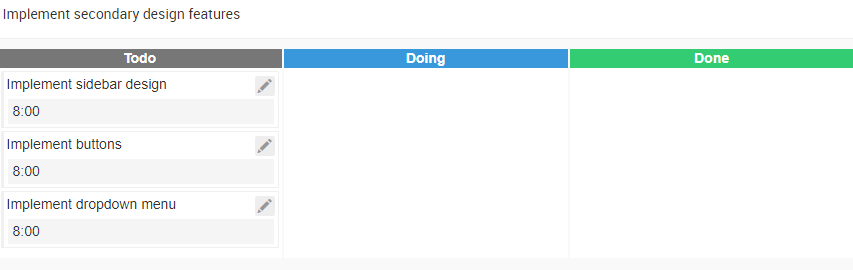 Implement secondary design features
Todo
Doing
Done
Implement sidebar design
8:00
Implement buttons
8:00
Implement dropdown menu
8:00